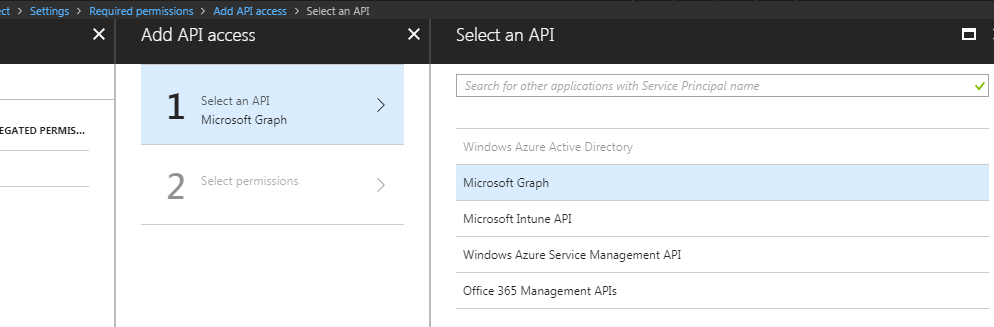 ct > Settings > Required permissions > Add API access > Select an API
Add API access
Select an API
1
Select an API
Microsoft Graph
2
Select permissions
EGATED PERMIS...
Search for other applications with Service Principal name
Windows Azure Active Directory
Microsoft Graph
Microsoft Intune API
Windows Azure Service Management API
Office 365 Management APIs